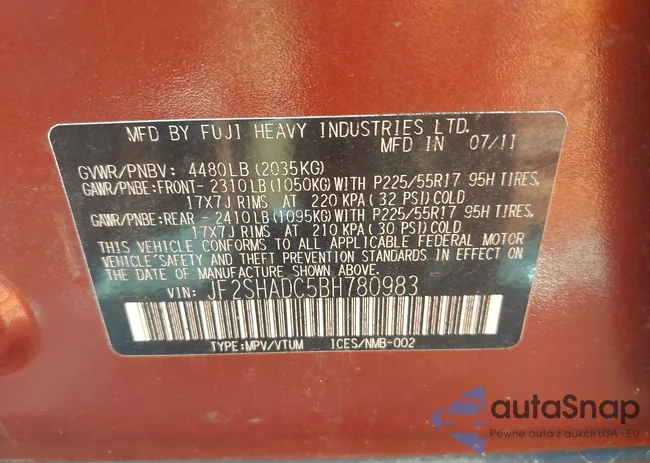 MFD BY FUJI HEAVY INDUSTRIES LTD.
MFD IN 07/11
GVWR/PNBV: 4480LB(2035KG)
GAWR/PNBE:FRONT- 2310LB(1050KG)WITH P225/55R17 95H TIRES,
17X7J RIMS AT 220 KPA(32 PSI)COLD
GAWR/PNBE:REAR - 2410LB(1095KG)WITH P225/55R17 95H TIRES,
17X7J RIMS AT 210 KPA(30 PSI)COLD
THIS VEHICLE CONFORMS TO ALL APPLICABLE FEDERAL MOTOR
VEHICLE SAFETY AND THEFT PREVENTION STANDARDS IN EFFECT ON
THE DATE OF MANUFACTURE SHOWN ABOVE.
VIN: JF2SHADC5BH780983
TYPE:MPV/VTUM ICES/NMB-002
autaSnap
Pewne auta z aukcji USA - EU